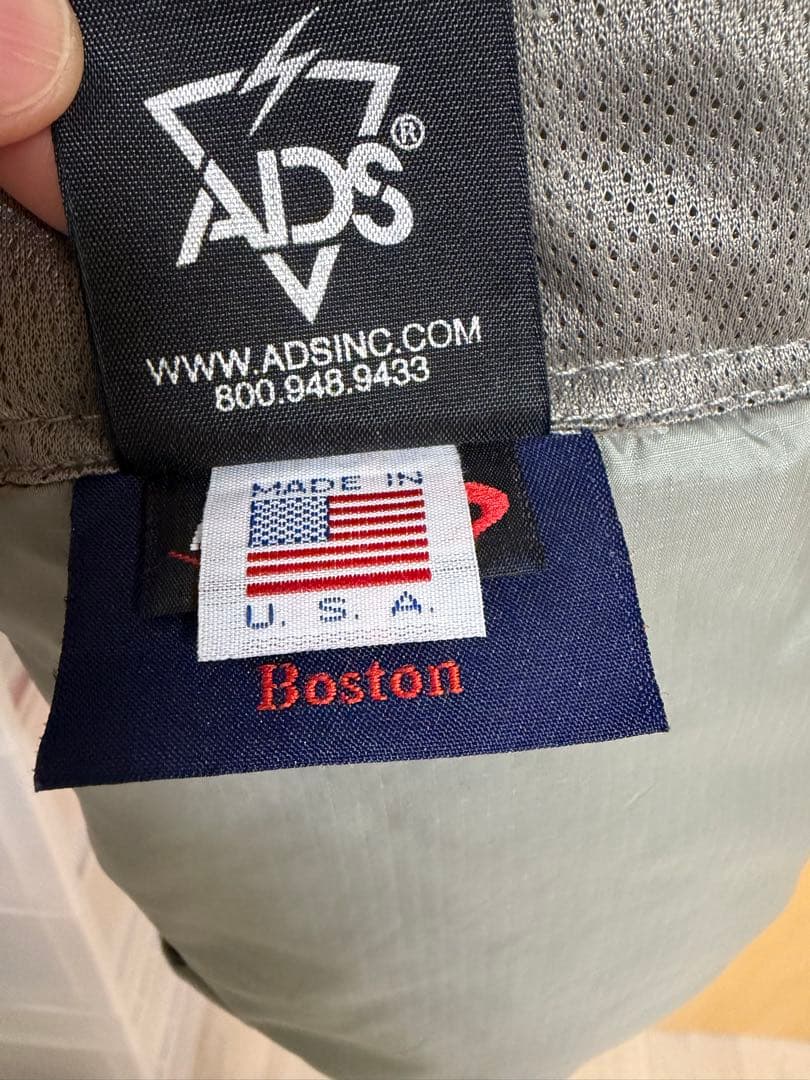 ADS®
WWW.ADSINC.COM
800.948.9433
MADE IN
U. S. A.
Boston